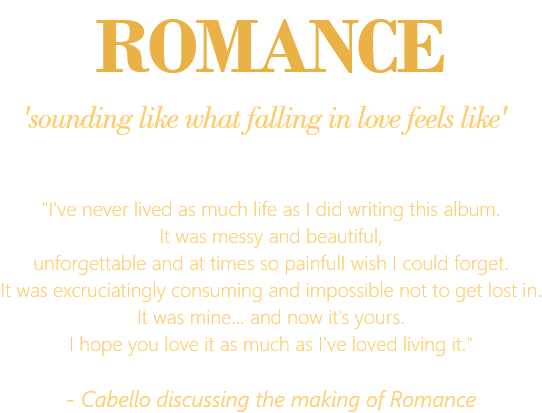 ROMANCE
'sounding like what falling in love feels like'
"I've never lived as much life as I did writing this album.
It was messy and beautiful,
unforgettable and at times so painfulI wish I could forget.
It was excruciatingly consuming and impossible not to get lost in.
It was mine... and now it's yours.
I hope you love it as much as I've loved living it."
- Cabello discussing the making of Romance